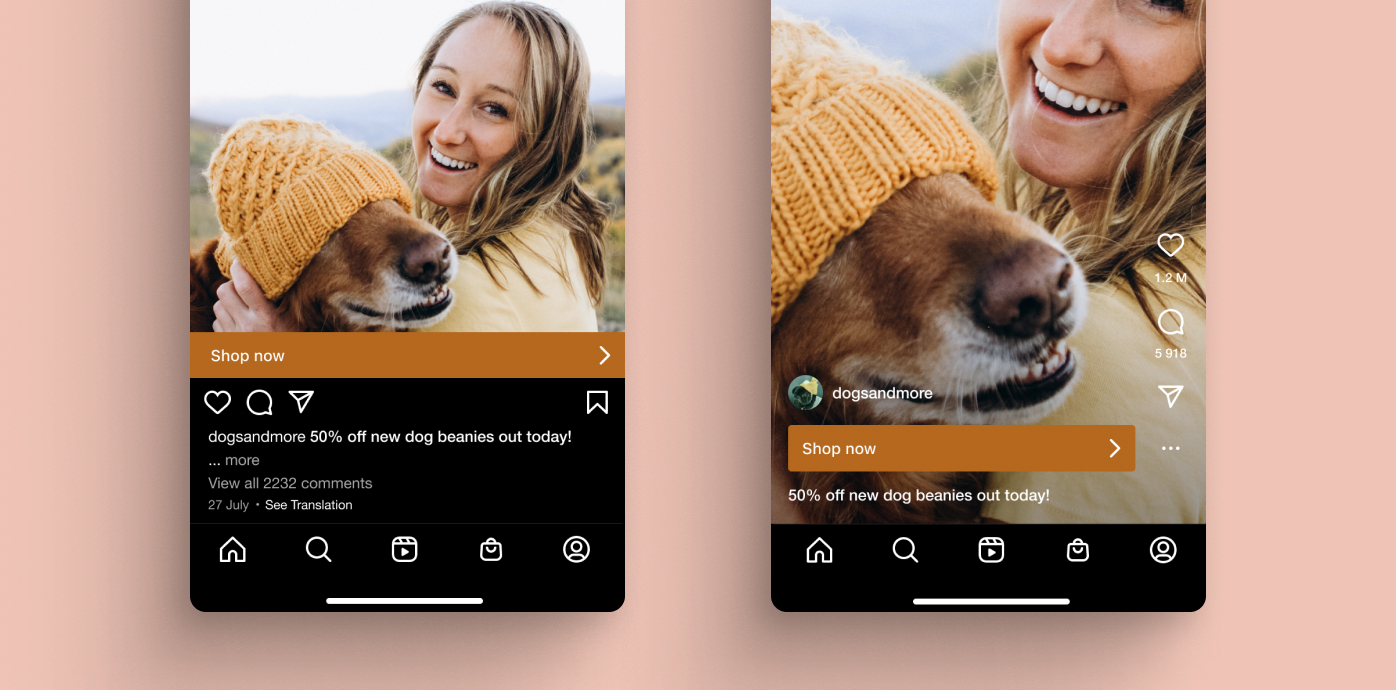 Shop now
dogsandmore 50% off new dog beanies out today!
... more
View all 2232 comments
27 July • See Translation
1.2 M
5 918
dogsandmore
Shop now
50% off new dog beanies out today!